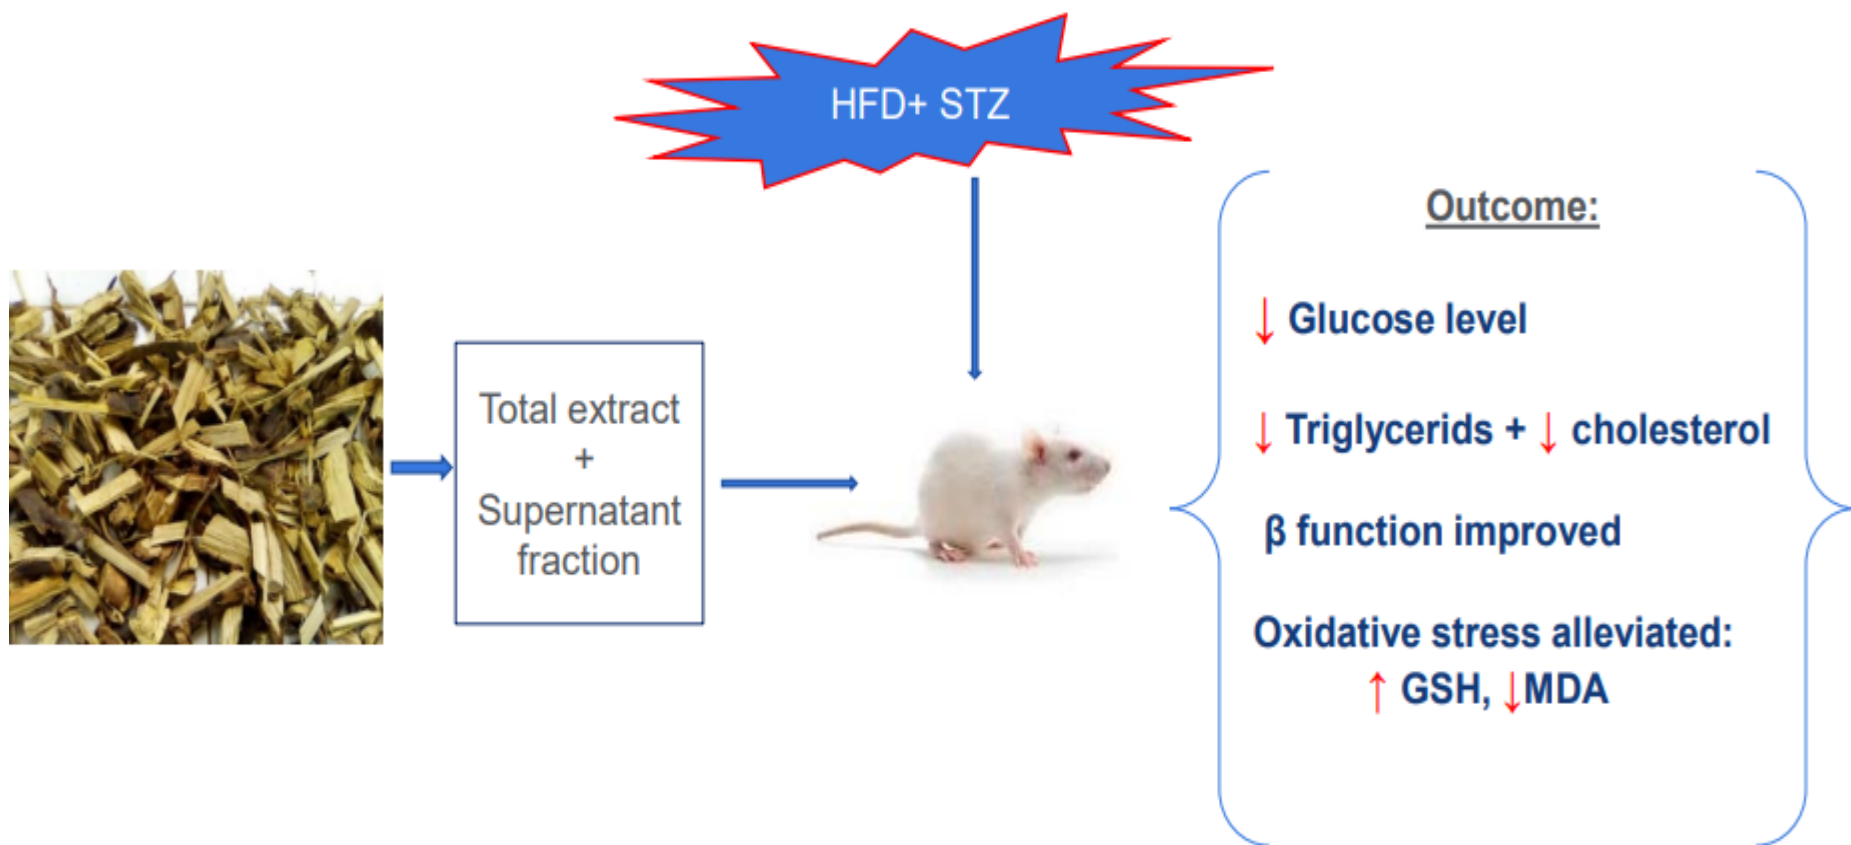 HFD+ STZ
Total extract
+
Supernatant
fraction
Outcome:
↓ Glucose level
↓ Triglycerids + ↓ cholesterol
β function improved
Oxidative stress alleviated:
↑ GSH, ↓MDA